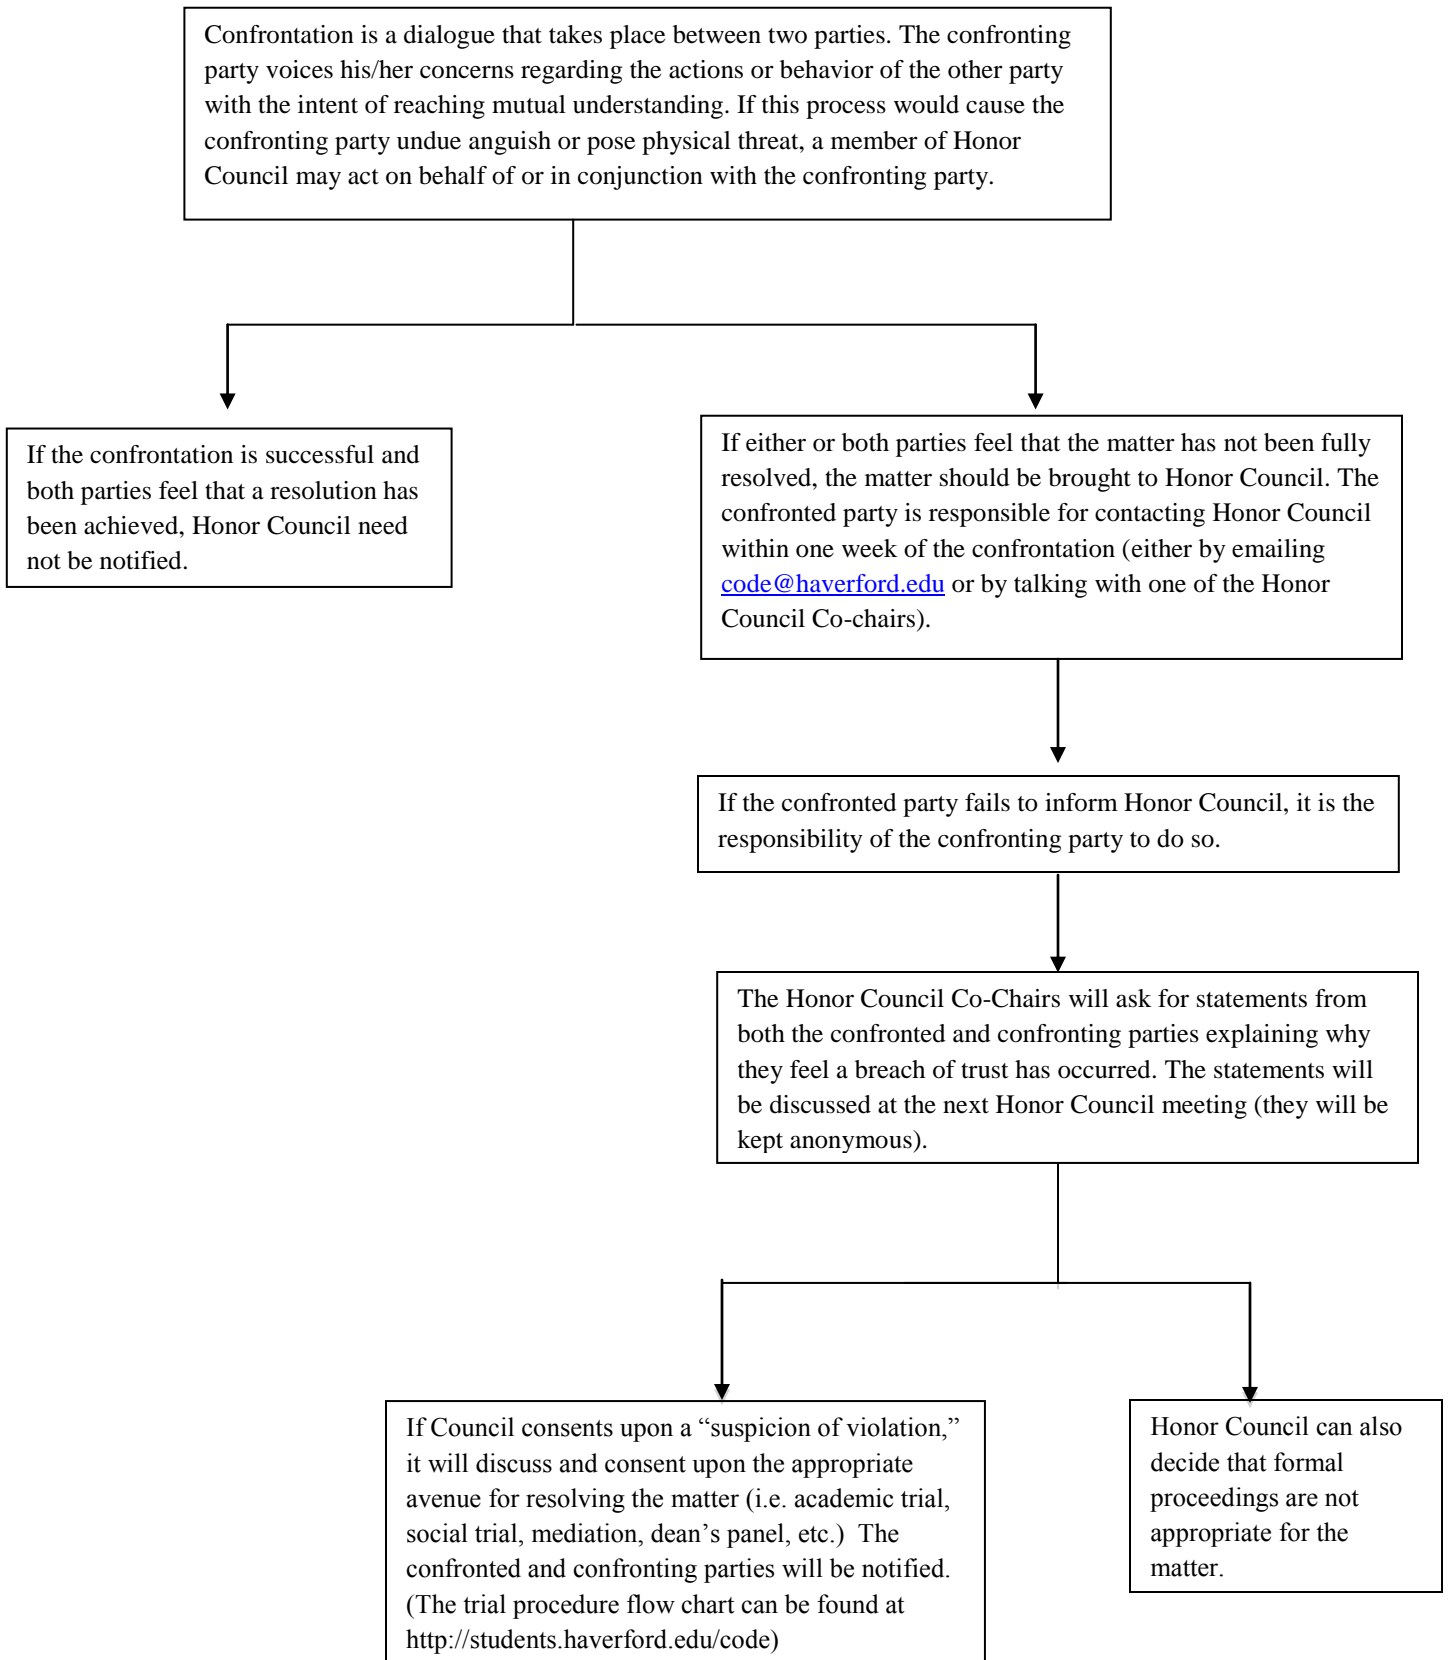 Confrontation is a dialogue that takes place between two parties. The confronting
party voices his/her concerns regarding the actions or behavior of the other party
with the intent of reaching mutual understanding. If this process would cause the
confronting party undue anguish or pose physical threat, a member of Honor
Council may act on behalf of or in conjunction with the confronting party.
If the confrontation is successful and
both parties feel that a resolution has
been achieved, Honor Council need
not be notified.
If either or both parties feel that the matter has not been fully
resolved, the matter should be brought to Honor Council. The
confronted party is responsible for contacting Honor Council
within one week of the confrontation (either by emailing
code@haverford.edu or by talking with one of the Honor
Council Co-chairs).
If the confronted party fails to inform Honor Council, it is the
responsibility of the confronting party to do so.
The Honor Council Co-Chairs will ask for statements from
both the confronted and confronting parties explaining why
they feel a breach of trust has occurred. The statements will
be discussed at the next Honor Council meeting (they will be
kept anonymous).
If Council consents upon a “suspicion of violation,”
it will discuss and consent upon the appropriate
avenue for resolving the matter (i.e. academic trial,
social trial, mediation, dean’s panel, etc.)  The
confronted and confronting parties will be notified.
(The trial procedure flow chart can be found at
http://students.haverford.edu/code)
Honor Council can also
decide that formal
proceedings are not
appropriate for the
matter.